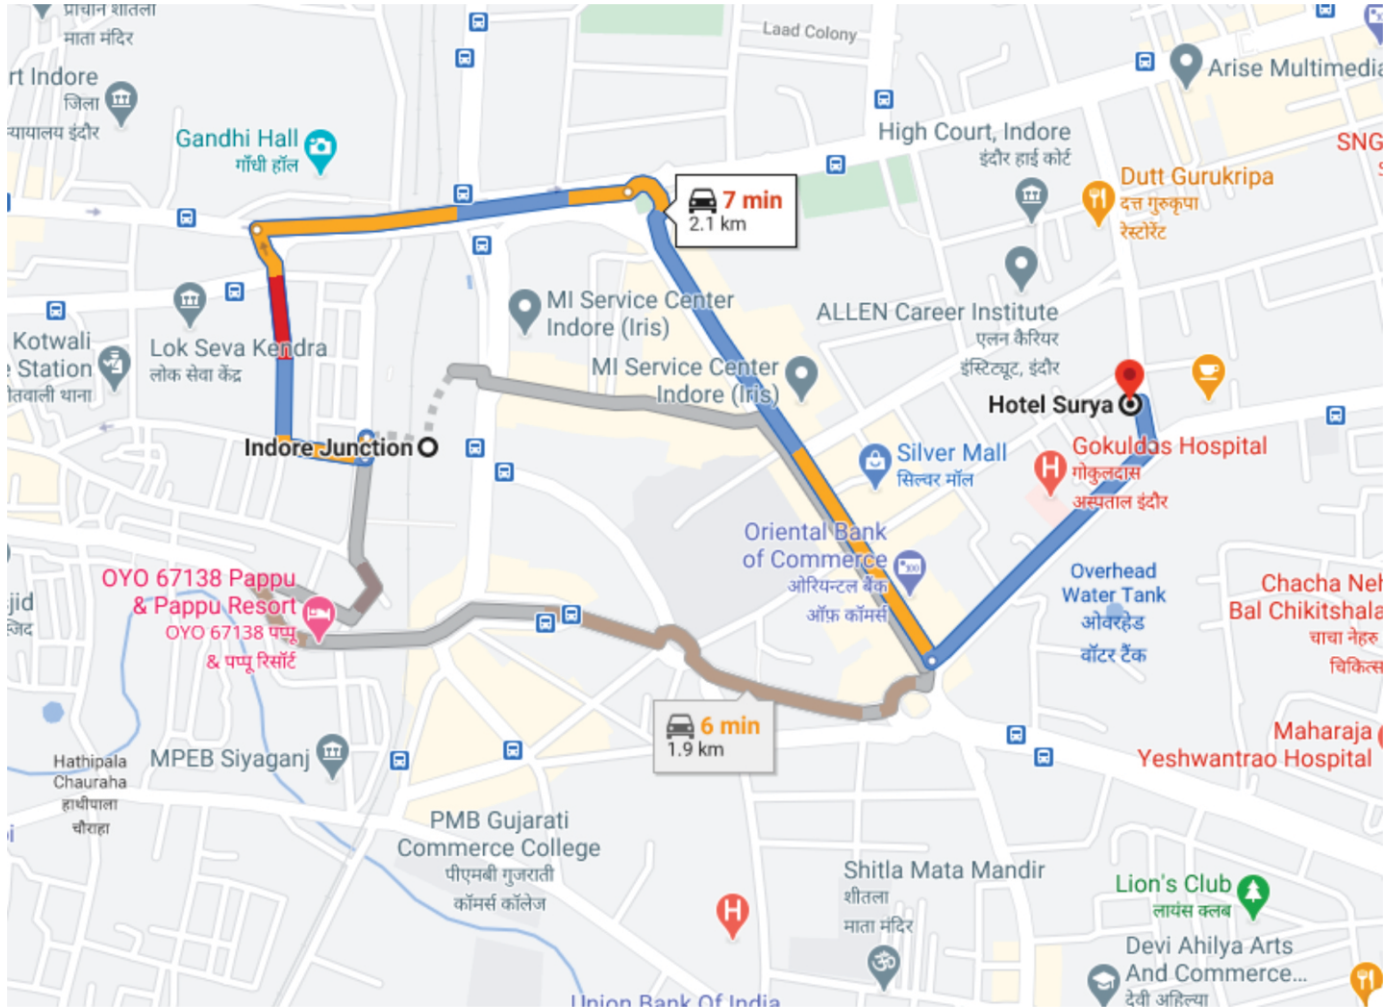 प्राचीन शीतला
माता मंदिर
Laad Colony
rt Indore
जिला
न्यायालय इंदौर
Arise Multimedia
Gandhi Hall
गाँधी हॉल
High Court, Indore
इंदौर हाई कोर्ट
SNG
Dutt Gurukripa
दत्त गुरुकृपा
रेस्टोरेंट
7 min
2.1 km
MI Service Center
Indore (Iris)
ALLEN Career Institute
एलन कैरियर
इंस्टिट्यूट, इंदौर
Kotwali
e Station
ोतवाली थाना
Lok Seva Kendra
लोक सेवा केंद्र
MI Service Center
Indore (Iris)
Hotel Surya
Indore Junction
Silver Mall
सिल्वर मॉल
Gokuldas Hospital
गोकुलदास
अस्पताल इंदौर
Oriental Bank
of Commerce
ओरियन्टल बैंक
ऑफ़ कॉमर्स
Overhead
Water Tank
ओवरहेड
वॉटर टैंक
OYO 67138 Pappu
& Pappu Resort
OYO 67138 पप्पू
& पप्पू रिसॉर्ट
jid
Chacha Neh
Bal Chikitshala
चाचा नेहरु
चिकित्स
6 min
1.9 km
Maharaja
Yeshwantrao Hospital
MPEB Siyaganj
Hathipala
Chauraha
हाथीपाला
चौराहा
PMB Gujarati
Commerce College
पीएमबी गुजराती
कॉमर्स कॉलेज
Shitla Mata Mandir
शीतला
माता मंदिर
Lion's Club
लायंस क्लब
Devi Ahilya Arts
And Commerce...
देवी अहिल्या
Union Bank Of India